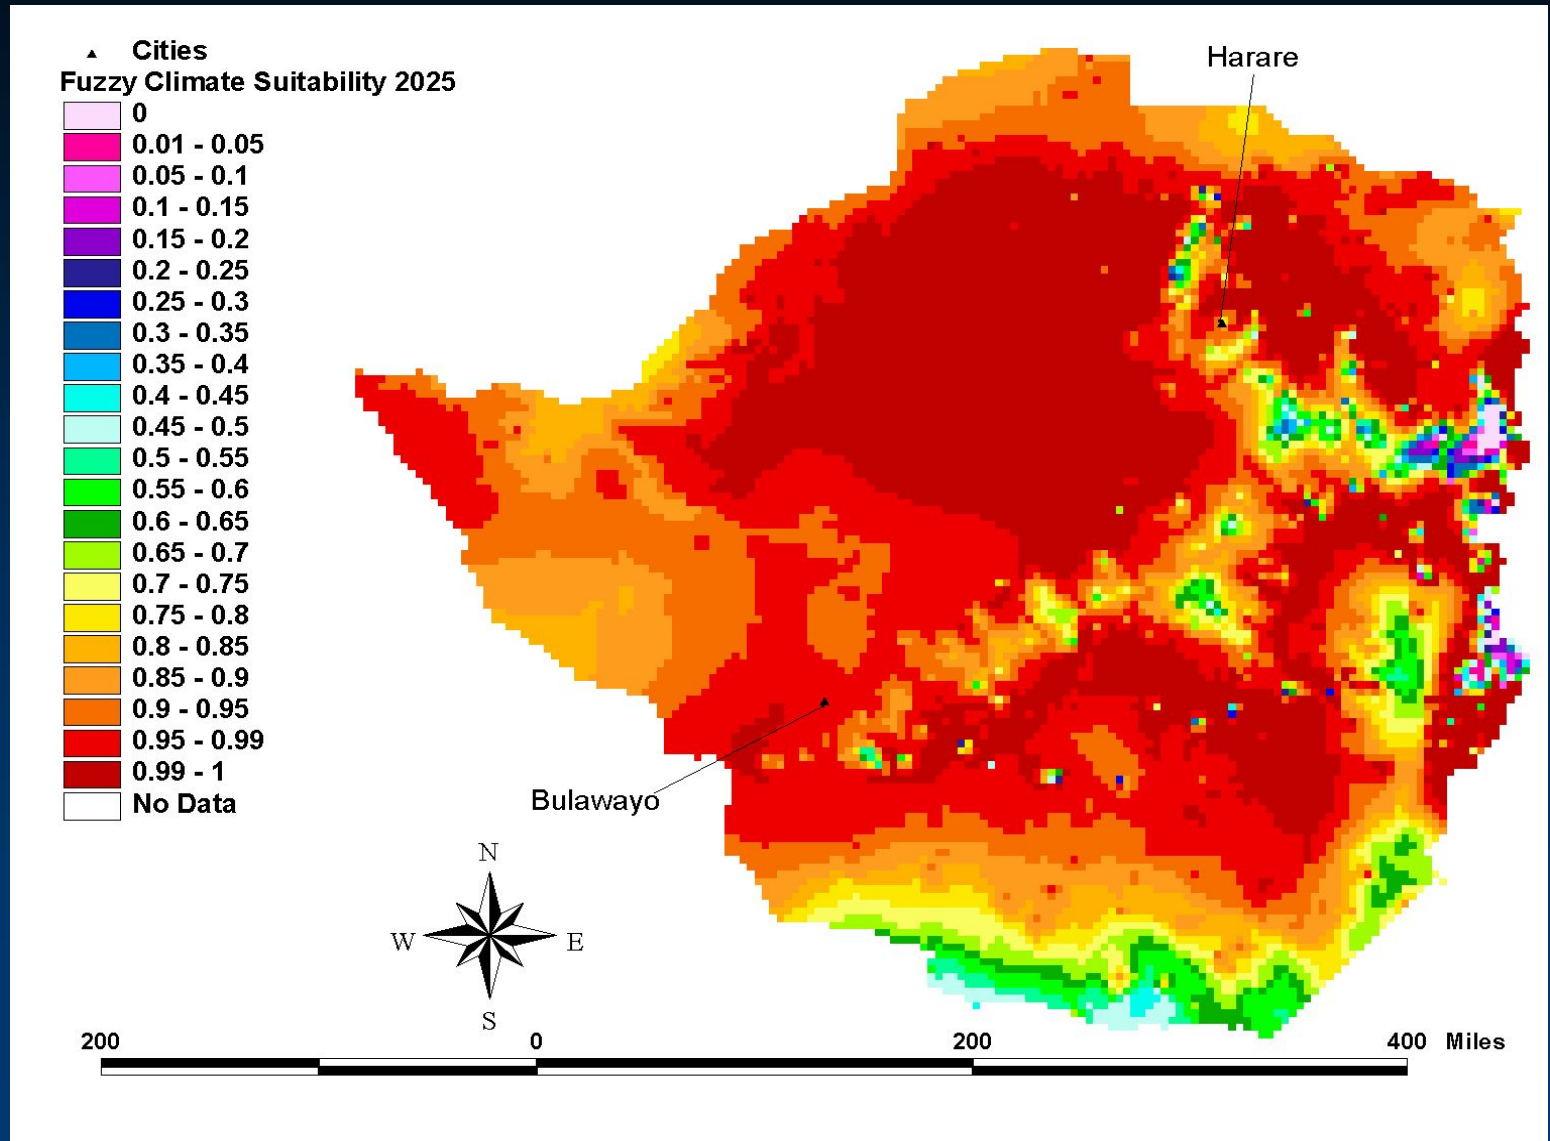 Cities
Fuzzy Climate Suitability 2025
0
0.01 - 0.05
0.05 - 0.1
0.1 - 0.15
0.15 - 0.2
0.2 - 0.25
0.25 - 0.3
0.3 - 0.35
0.35 - 0.4
0.4 - 0.45
0.45 - 0.5
0.5 - 0.55
0.55 - 0.6
0.6 - 0.65
0.65 - 0.7
0.7 - 0.75
0.75 - 0.8
0.8 - 0.85
0.85 - 0.9
0.9 - 0.95
0.95 - 0.99
0.99 - 1
No Data
Harare
Bulawayo
N
W E
S
200 0 200 400 Miles